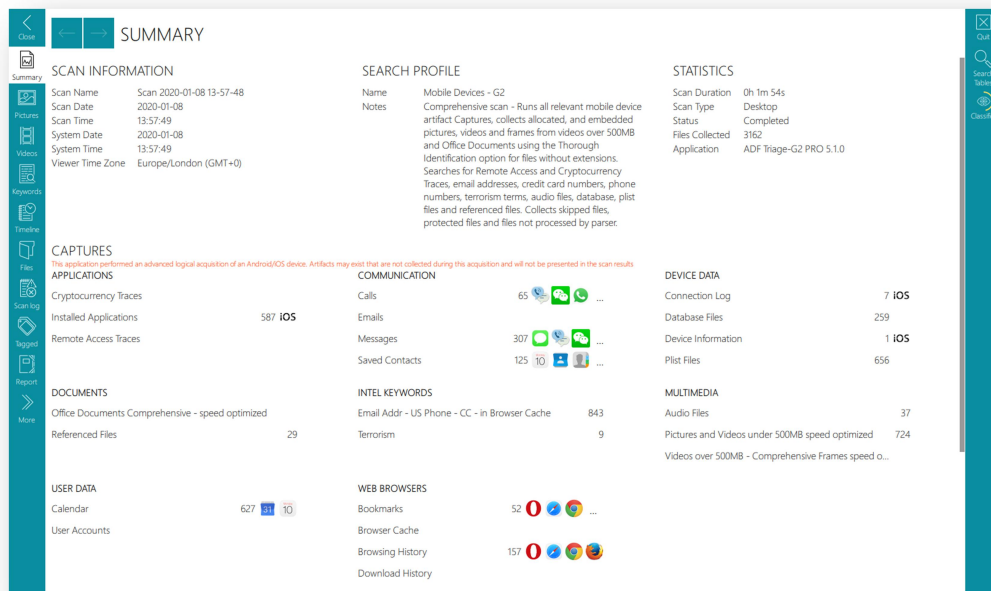 Close
SUMMARY
Quit
Summary
SCAN INFORMATION
Scan Name Scan 2020-01-08 13-57-48
Scan Date 2020-01-08
Scan Time 13:57:49
System Date 2020-01-08
System Time 13:57:49
Viewer Time Zone Europe/London (GMT+0)
SEARCH PROFILE
Name Mobile Devices - G2
Notes Comprehensive scan - Runs all relevant mobile device
artifact Captures, collects allocated, and embedded
pictures, videos and frames from videos over 500MB
and Office Documents using the Thorough
Identification option for files without extensions.
Searches for Remote Access and Cryptocurrency
Traces, email addresses, credit card numbers, phone
numbers, terrorism terms, audio files, database, plist
files and referenced files. Collects skipped files,
protected files and files not processed by parser.
STATISTICS
Scan Duration 0h 1m 54s
Scan Type Desktop
Status Completed
Files Collected 3162
Application ADF Triage-G2 PRO 5.1.0
Search
Tables
Classifi
Pictures
Videos
Keywords
Timeline
Files
Scan log
Tagged
Report
More
CAPTURES
This application performed an advanced logical acquisition of an Android/iOS device. Artifacts may exist that are not collected during this acquisition and will not be presented in the scan results
APPLICATIONS
Cryptocurrency Traces
Installed Applications 587 iOS
Remote Access Traces
COMMUNICATION
Calls 65 ...
Emails
Messages 307 ...
Saved Contacts 125 10 ...
DEVICE DATA
Connection Log 7 iOS
Database Files 259
Device Information 1 iOS
Plist Files 656
DOCUMENTS
Office Documents Comprehensive - speed optimized
Referenced Files 29
INTEL KEYWORDS
Email Addr - US Phone - CC - in Browser Cache 843
Terrorism 9
MULTIMEDIA
Audio Files 37
Pictures and Videos under 500MB speed optimized 724
Videos over 500MB - Comprehensive Frames speed o...
USER DATA
Calendar 627 31 10
User Accounts
WEB BROWSERS
Bookmarks 52 ...
Browser Cache
Browsing History 157
Download History